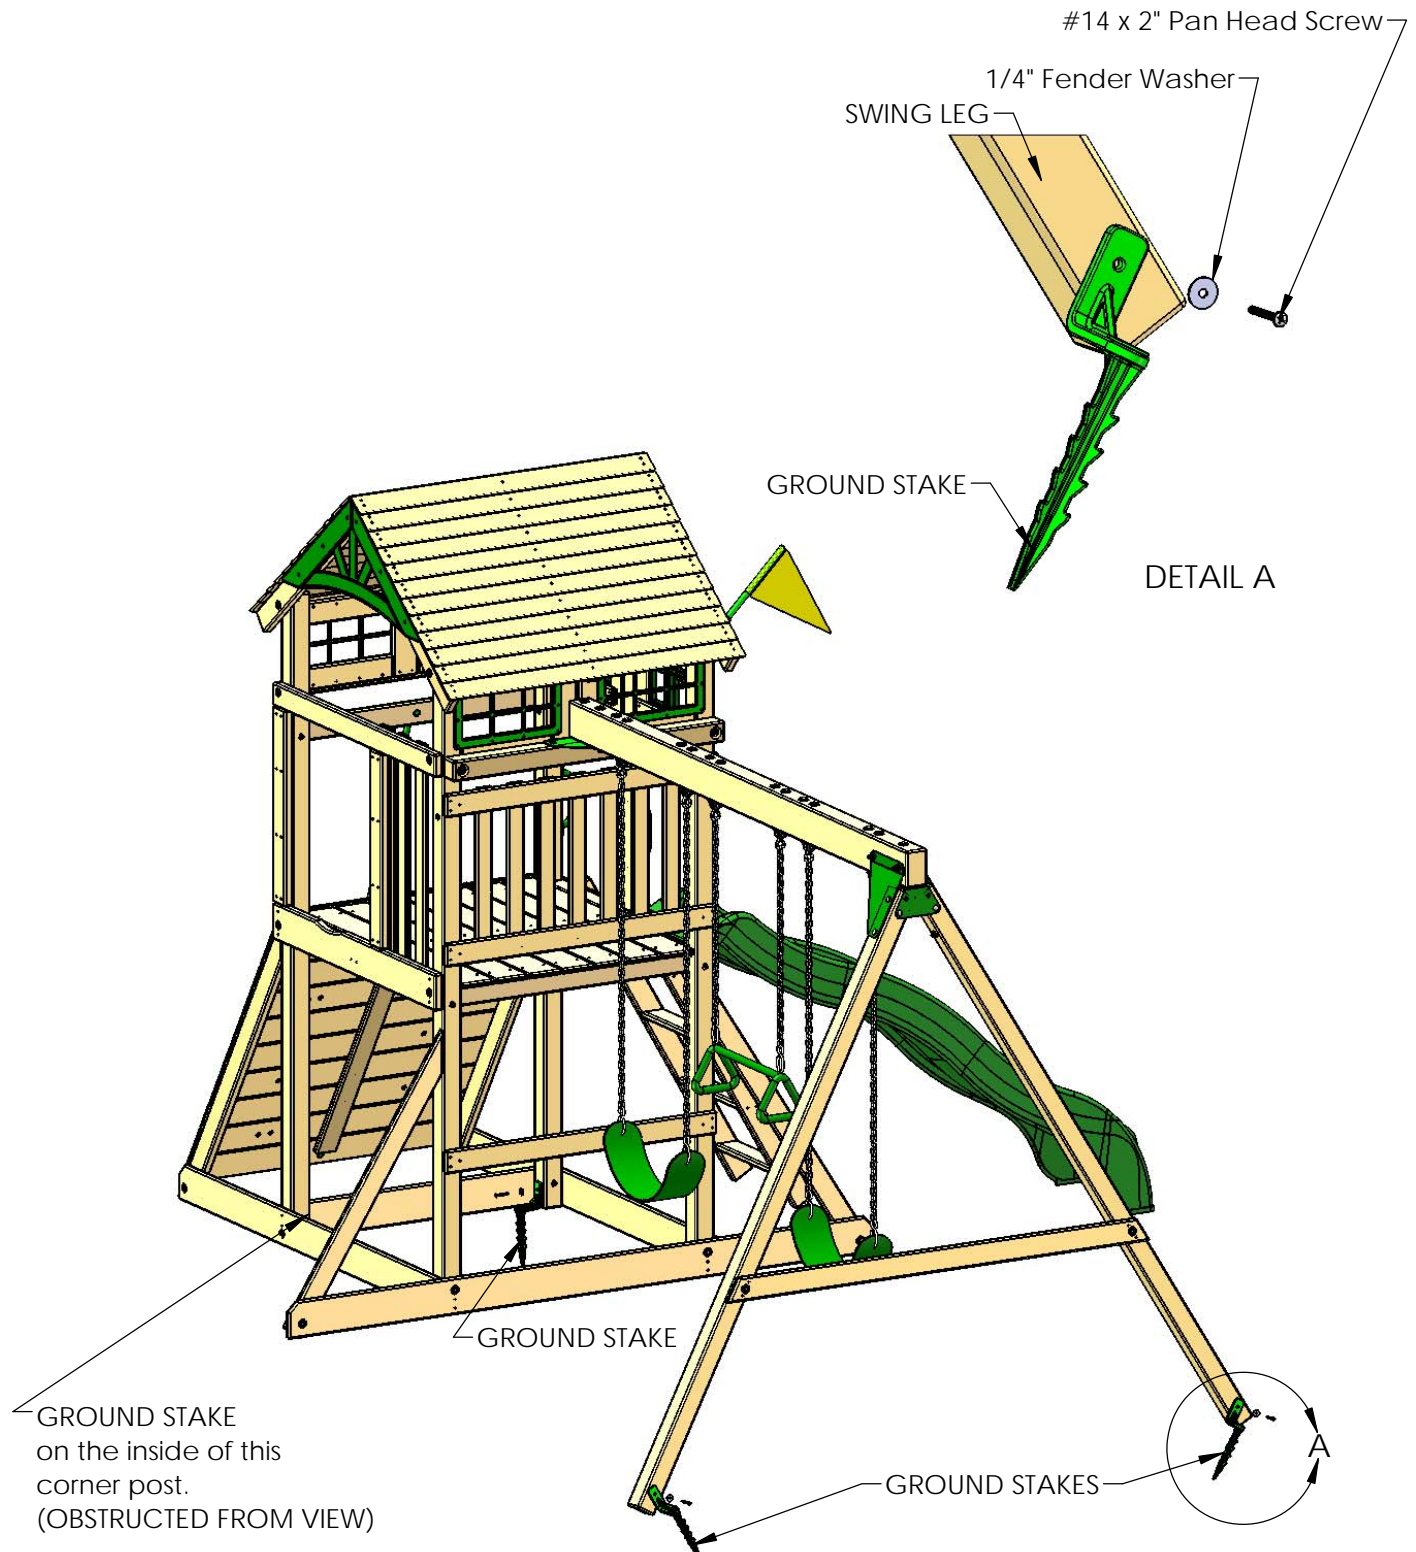 #14 x 2" Pan Head Screw
1/4" Fender Washer
SWING LEG
GROUND STAKE
DETAIL A
GROUND STAKE
GROUND STAKE
on the inside of this
corner post.
(OBSTRUCTED FROM VIEW)
A
GROUND STAKES